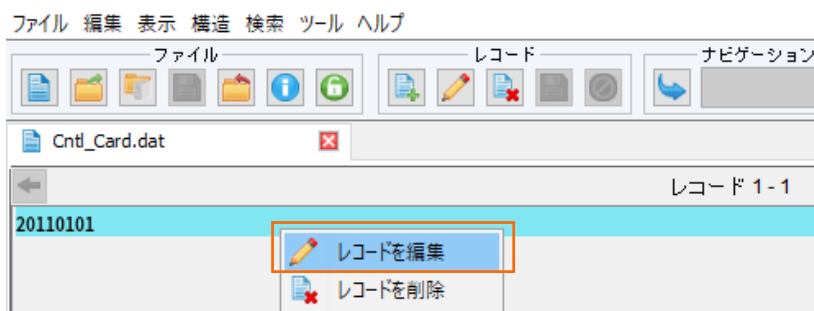 ファイル 編集 表示 構造 検索 ツール ヘルプ
ファイル レコード ナビゲーション
Cntl_Card.dat
レコード 1 - 1
20110101
レコードを編集
レコードを削除